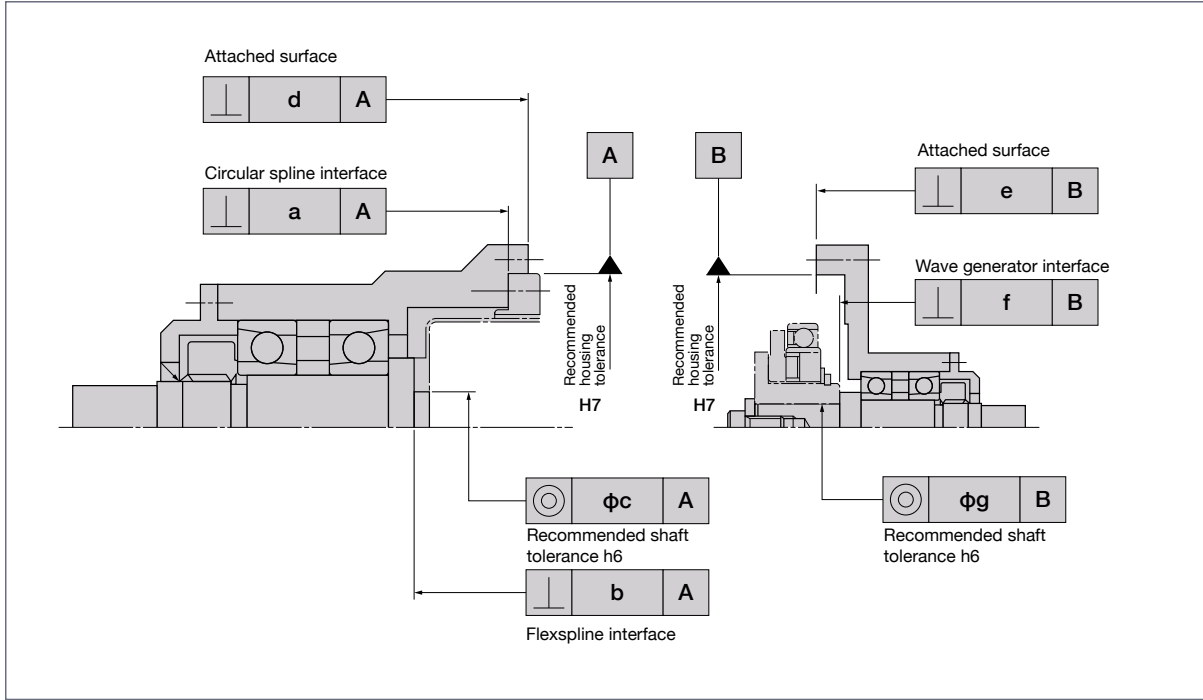 Attached surface
⊥ d A
Circular spline interface
⊥ a A
A
B
Attached surface
⊥ e B
Wave generator interface
⊥ f B
Recommended
housing
tolerance
H7
Recommended
housing
tolerance
H7
◎ φc A
Recommended shaft
tolerance h6
⊥ b A
Flexspline interface
◎ φg B
Recommended shaft
tolerance h6